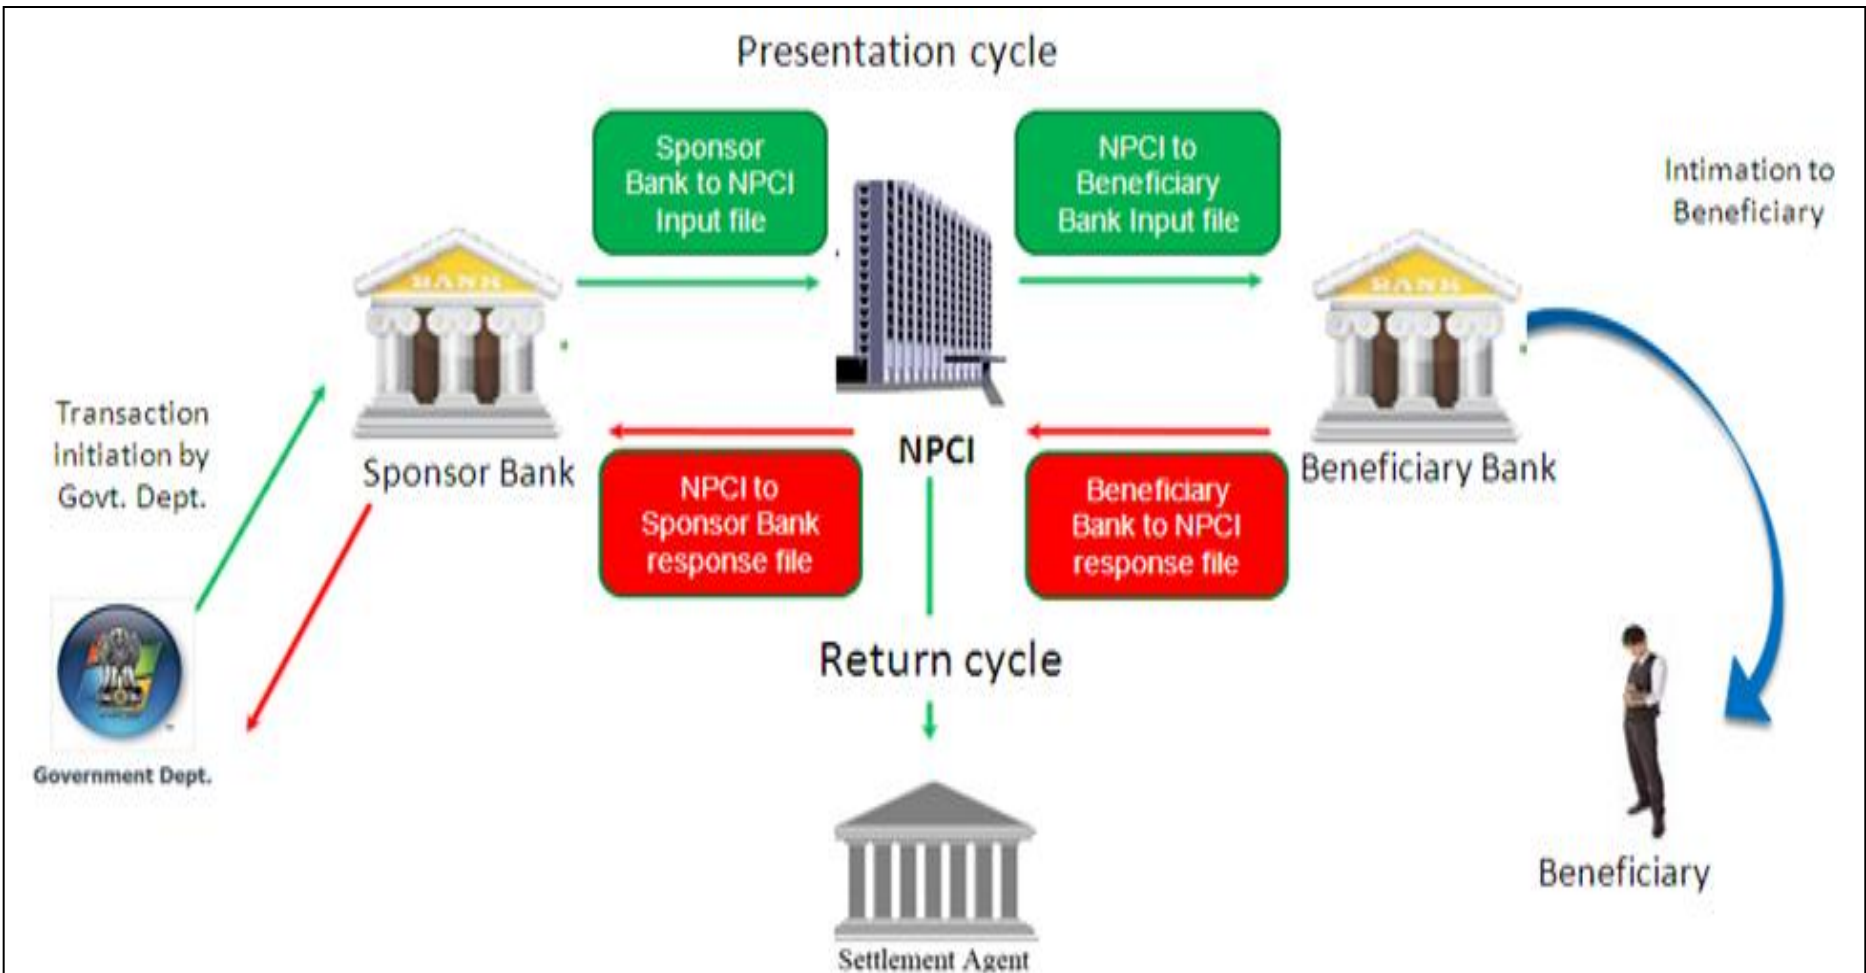 Presentation cycle
Sponsor
Bank to NPCI
Input file
NPCI to
Beneficiary
Bank Input file
Intimation to
Beneficiary
BANK
BANK
Transaction
initiation by
Govt. Dept.
Sponsor Bank
NPCI
Beneficiary Bank
NPCI to
Sponsor Bank
response file
Beneficiary
Bank to NPCI
response file
Return cycle
Government Dept.
Beneficiary
Settlement Agent